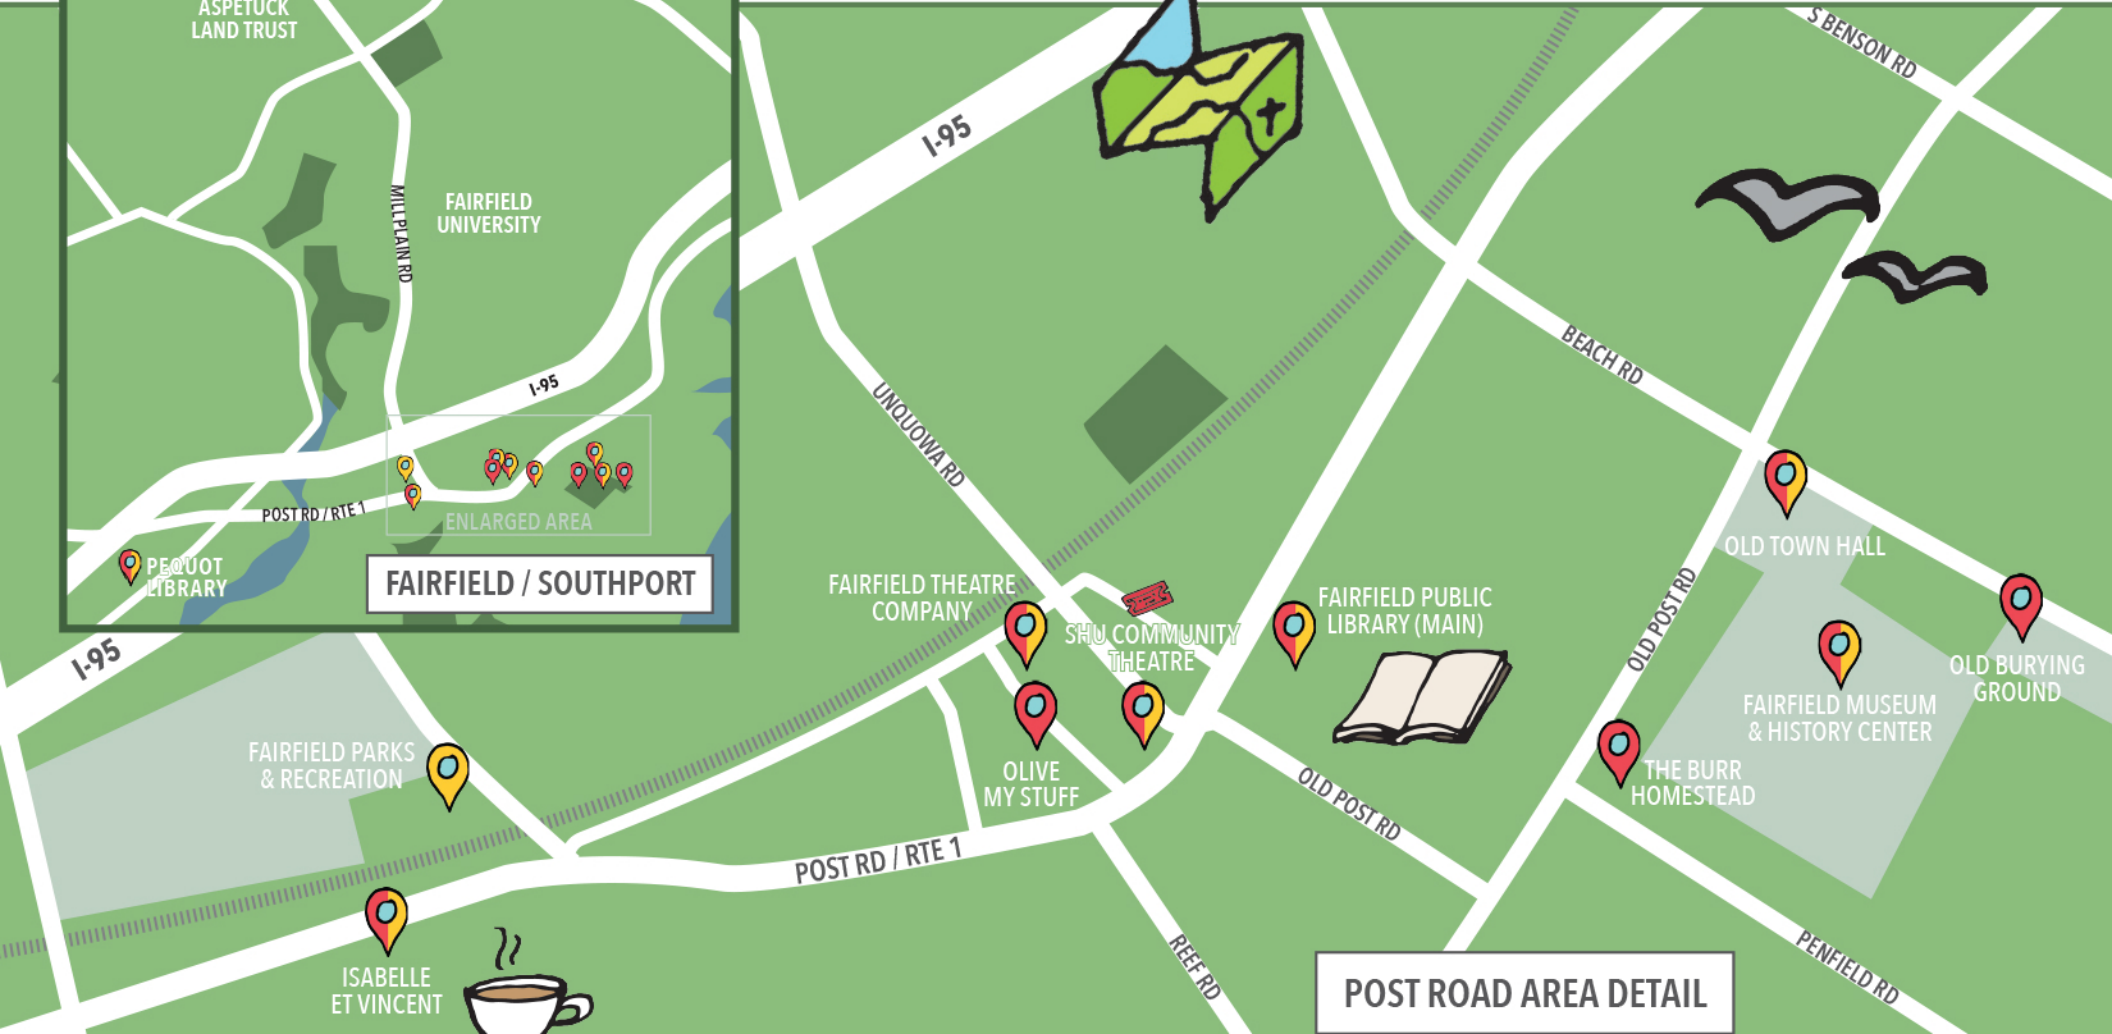 ASPETUCK
LAND TRUST
MILL PLAIN RD
FAIRFIELD
UNIVERSITY
I-95
POST RD / RTE 1
ENLARGED AREA
PEQUOT
LIBRARY
FAIRFIELD / SOUTHPORT
I-95
S BENSON RD
I-95
UNQUOWA RD
BEACH RD
OLD TOWN HALL
OLD POST RD
FAIRFIELD THEATRE
COMPANY
SHU COMMUNITY
THEATRE
FAIRFIELD PUBLIC
LIBRARY (MAIN)
OLD BURYING
GROUND
FAIRFIELD MUSEUM
& HISTORY CENTER
FAIRFIELD PARKS
& RECREATION
OLIVE
MY STUFF
THE BURR
HOMESTEAD
OLD POST RD
POST RD / RTE 1
REEF RD
PENFIELD RD
ISABELLE
ET VINCENT
POST ROAD AREA DETAIL